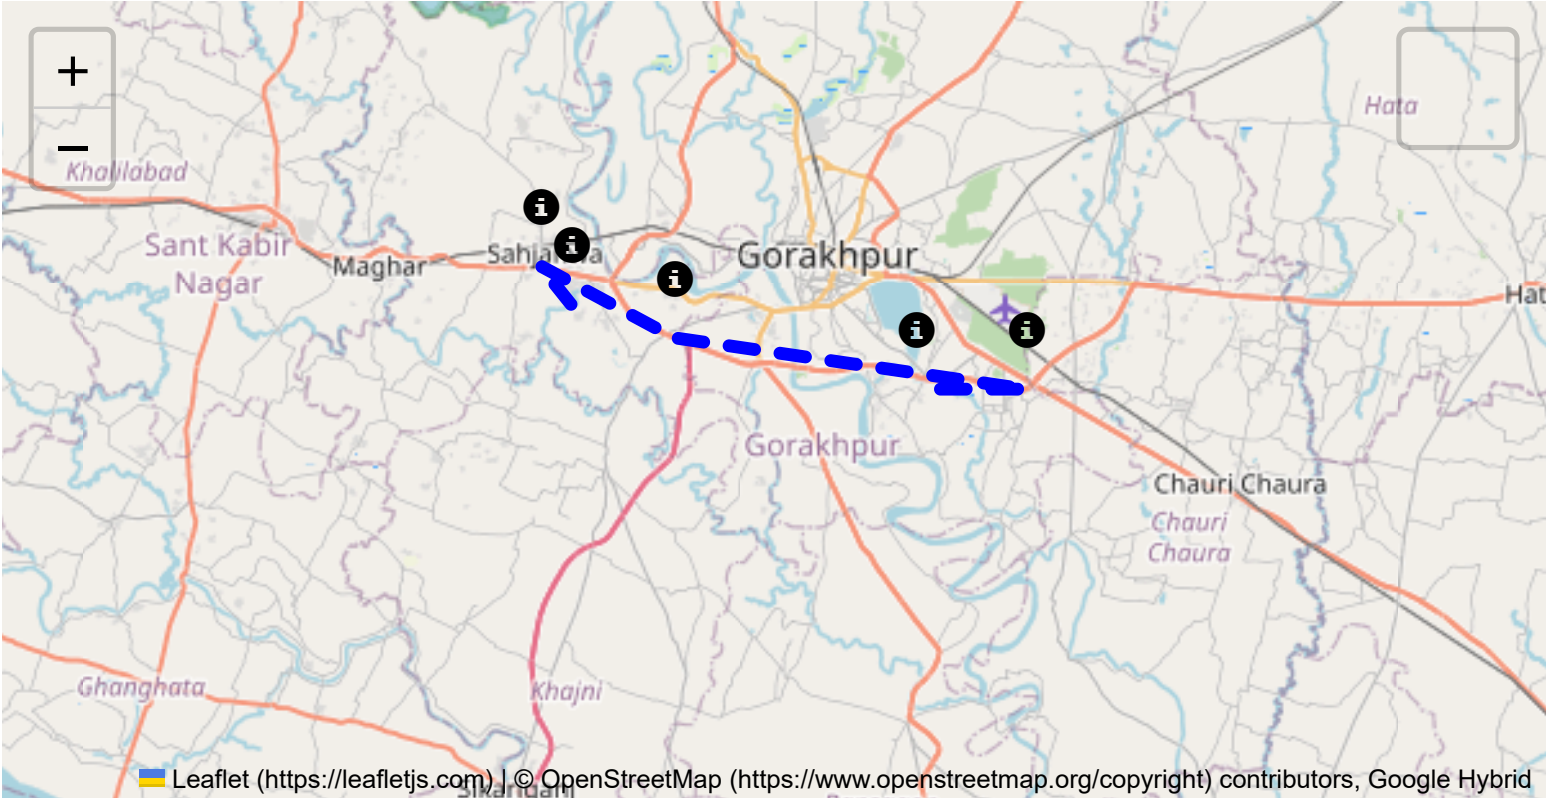 +
−
Hata
Khalilabad
Sant Kabir
Nagar
Maghar
Gorakhpur
Hat
Gorakhpur
Chauri Chaura
Chauri
Chaura
Ghanghata
Khajni
Leaflet (https://leafletjs.com) | © OpenStreetMap (https://www.openstreetmap.org/copyright) contributors, Google Hybrid